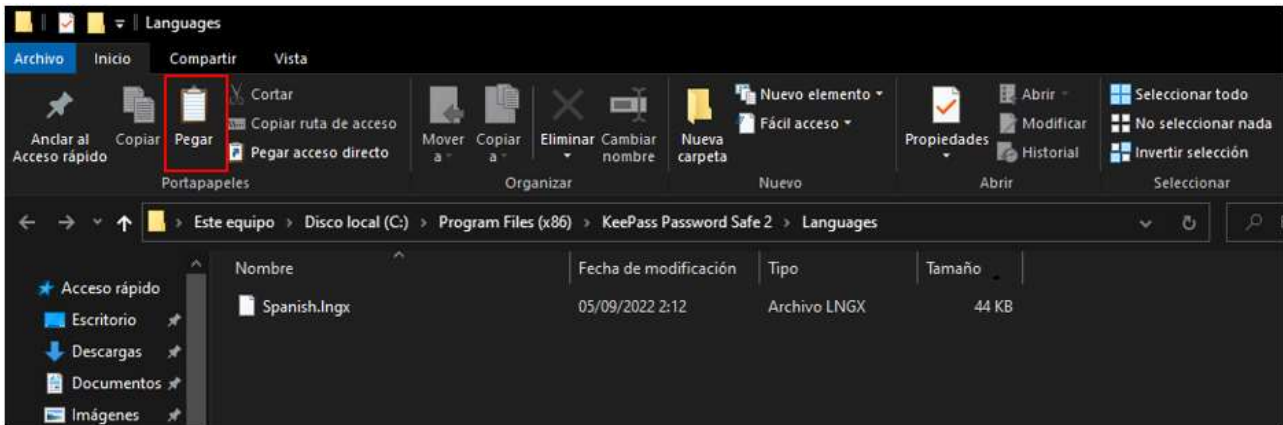 Languages
Archivo Inicio Compartir Vista
Anclar al Acceso rápido
Copiar
Pegar
Cortar
Copiar ruta de acceso
Pegar acceso directo
Portapapeles
Mover a
Copiar a
Eliminar
Cambiar nombre
Organizar
Nueva carpeta
Nuevo elemento
Fácil acceso
Nuevo
Propiedades
Abrir
Modificar
Historial
Abrir
Seleccionar todo
No seleccionar nada
Invertir selección
Seleccionar
Este equipo > Disco local (C:) > Program Files (x86) > KeePass Password Safe 2 > Languages
Nombre Fecha de modificación Tipo Tamaño
Spanish.lngx 05/09/2022 2:12 Archivo LNGX 44 KB
Acceso rápido
Escritorio
Descargas
Documentos
Imágenes